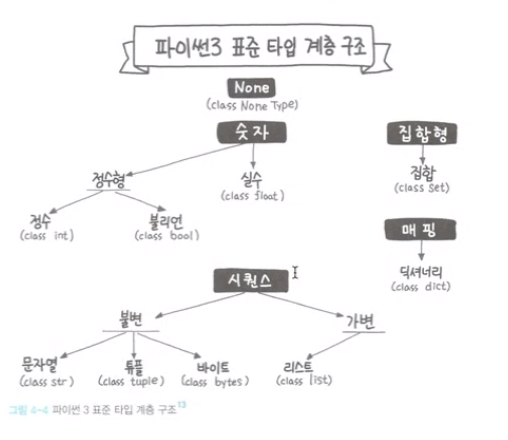 파이썬3 표준 타입 계층 구조
None
(class None Type)
숫자
집합형
정수형
실수
(class float)
집합
(class set)
정수
(class int)
불리언
(class bool)
매핑
딕셔너리
(class dict)
시퀀스
불변
가변
문자열
(class str)
튜플
(class tuple)
바이트
(class bytes)
리스트
(class list)
그림 4-4 파이썬 3 표준 타입 계층 구조13